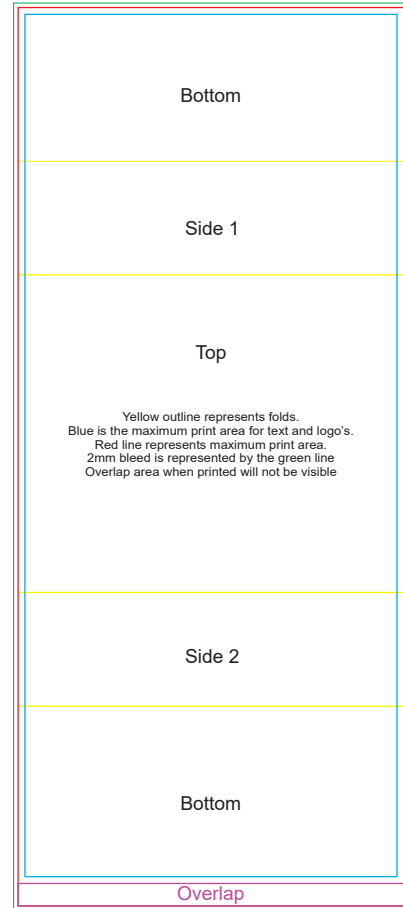 Bottom
Side 1
Top
Yellow outline represents folds.
Blue is the maximum print area for text and logo's.
Red line represents maximum print area.
2mm bleed is represented by the green line
Overlap area when printed will not be visible
Side 2
Bottom
Overlap